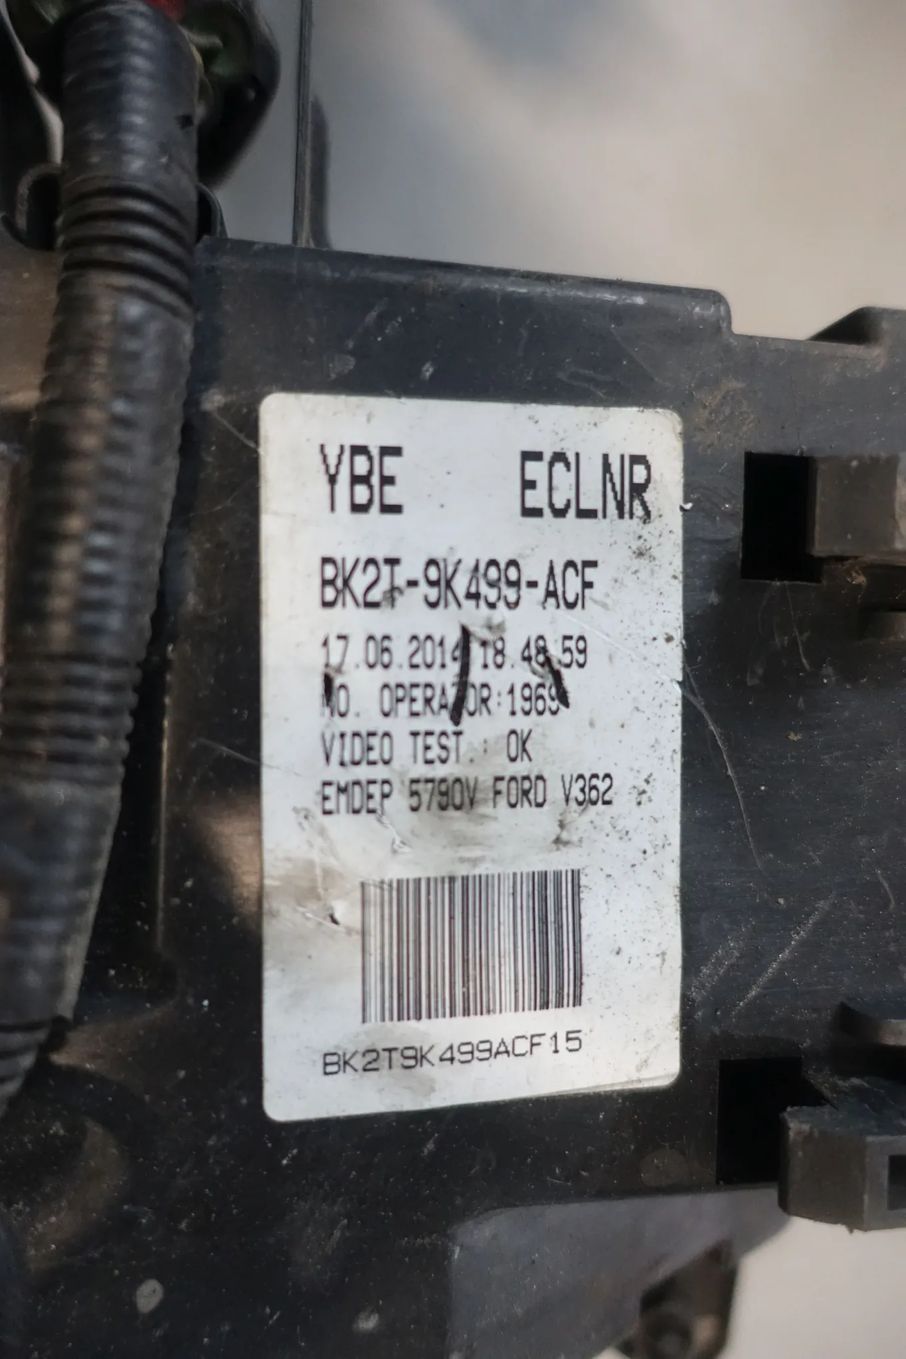 YBE ECLNR
BK2T-9K499-ACF
17.06.2014 18.48.59
NO. OPERATOR:1969
VIDEO TEST.: OK
EMDEP 5790V FORD V362
BK2T9K499ACF15